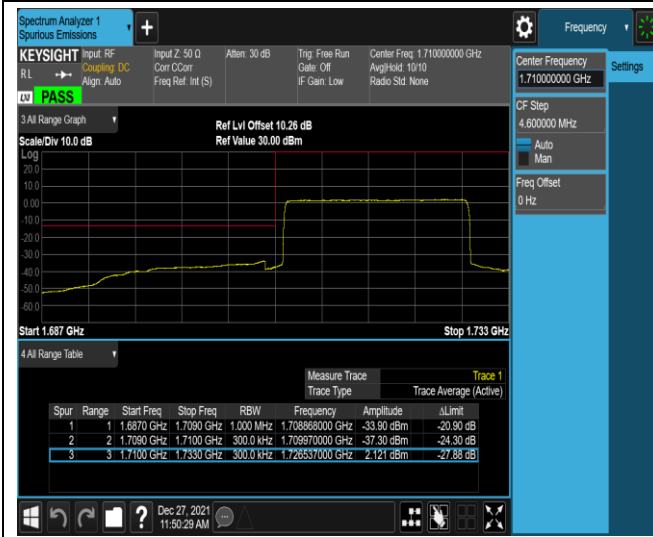 Spectrum Analyzer 1
Spurious Emissions
+
Frequency
KEYSIGHT Input: RF Input Z: 50 Ω Atten: 30 dB Trig: Free Run Center Freq: 1.710000000 GHz
RL Coupling: DC Corr CCorr Gate: Off Avg|Hold: 10/10
Align: Auto Freq Ref: Int (S) IF Gain: Low Radio Std: None
LXI PASS
Center Frequency
1.710000000 GHz
Settings
CF Step
4.600000 MHz
Auto
Man
Freq Offset
0 Hz
3 All Range Graph
Ref Lvl Offset 10.26 dB
Scale/Div 10.0 dB Ref Value 30.00 dBm
Log
20.0
10.0
0.00
-10.0
-20.0
-30.0
-40.0
-50.0
-60.0
Start 1.687 GHz Stop 1.733 GHz
4 All Range Table
Measure Trace Trace 1
Trace Type Trace Average (Active)
Spur Range Start Freq Stop Freq RBW Frequency Amplitude ΔLimit
1 1 1.6870 GHz 1.7090 GHz 1.000 MHz 1.708868000 GHz -33.90 dBm -20.90 dB
2 2 1.7090 GHz 1.7100 GHz 300.0 kHz 1.709970000 GHz -37.30 dBm -24.30 dB
3 3 1.7100 GHz 1.7330 GHz 300.0 kHz 1.726537000 GHz 2.121 dBm -27.88 dB
? Dec 27, 2021
11:50:29 AM